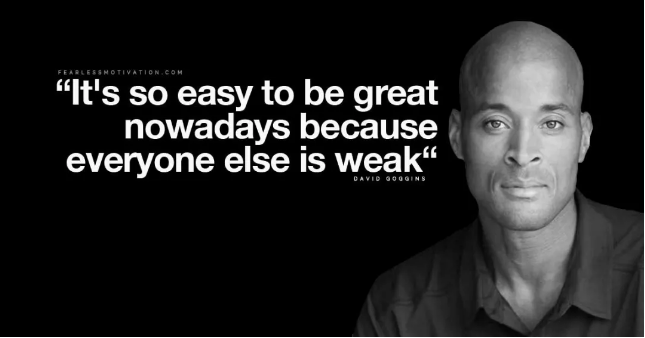 FEARLESSMOTIVATION.COM
“It's so easy to be great
nowadays because
everyone else is weak“
DAVID GOGGINS